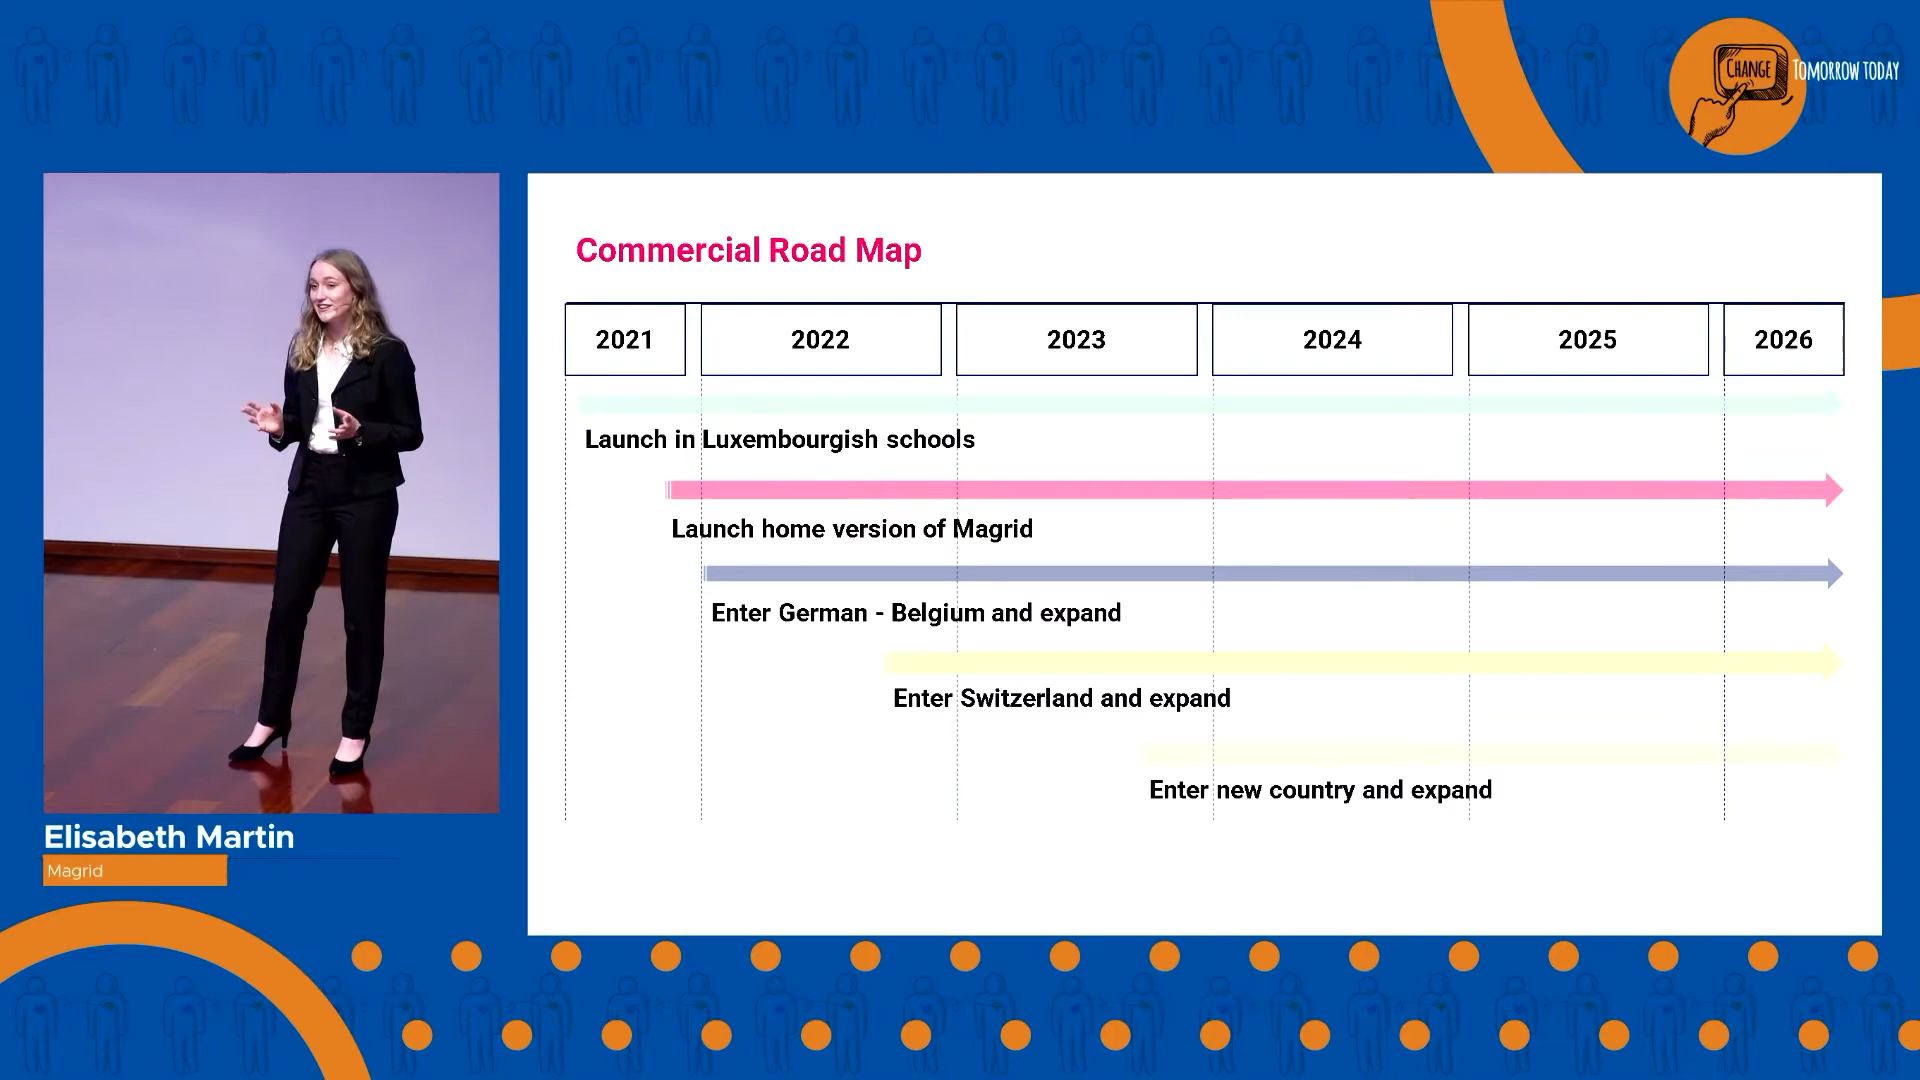 CHANGE TOMORROW TODAY
Commercial Road Map
2021 2022 2023 2024 2025 2026
Launch in Luxembourgish schools
Launch home version of Magrid
Enter German - Belgium and expand
Enter Switzerland and expand
Enter new country and expand
Elisabeth Martin
Magrid